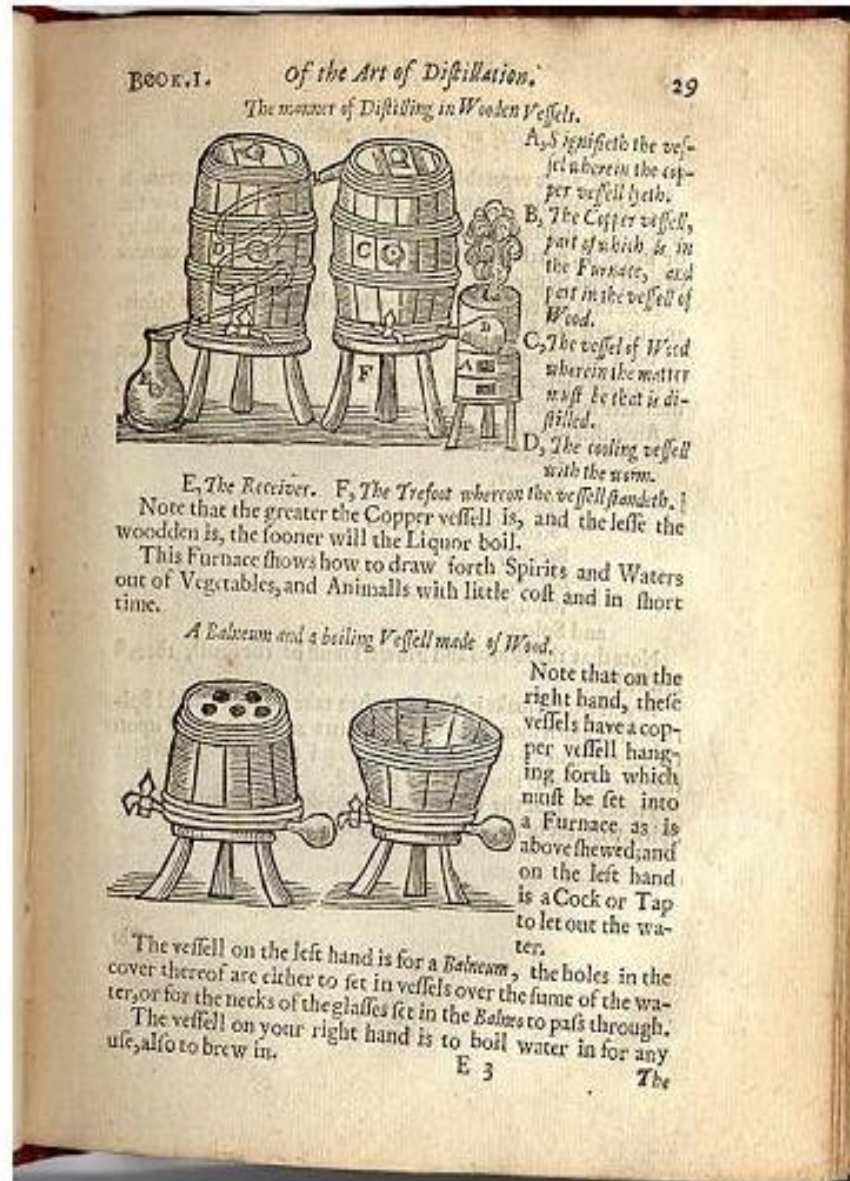 BOOK.I. Of the Art of Diſtillation. 29
The manner of Diſtilling in Wooden Veſſels.
A, Signifieth the veſ-
ſel wherein the cop-
per veſſell lyeth.
B, The Copper veſſell,
part of which is in
the Furnace, and
part in the veſſell of
Wood.
C, The veſſel of Wood
wherein the matter
muſt be that is di-
ſtilled.
D, The cooling veſſell
with the worm.
E, The Receiver. F, The Trefoot whereon the veſſell ſtandeth.
C
B
A
F
Note that the greater the Copper veſſell is, and the leſſe the
woodden is, the ſooner will the Liquor boil.
This Furnace ſhows how to draw forth Spirits and Waters
out of Vegetables, and Animalls with little coſt and in ſhort
time.
A Balneum and a boiling Veſſell made of Wood.
Note that on the
right hand, theſe
veſſels have a cop-
per veſſell hang-
ing forth which
muſt be ſet into
a Furnace as is
above ſhewed; and
on the left hand
is a Cock or Tap
to let out the wa-
ter.
The veſſell on the left hand is for a Balneum, the holes in the
cover thereof are either to ſet in veſſels over the fume of the wa-
ter, or for the necks of the glaſſes ſet in the Balnes to paſs through.
The veſſell on your right hand is to boil water in for any
uſe, alſo to brew in.
E 3 The